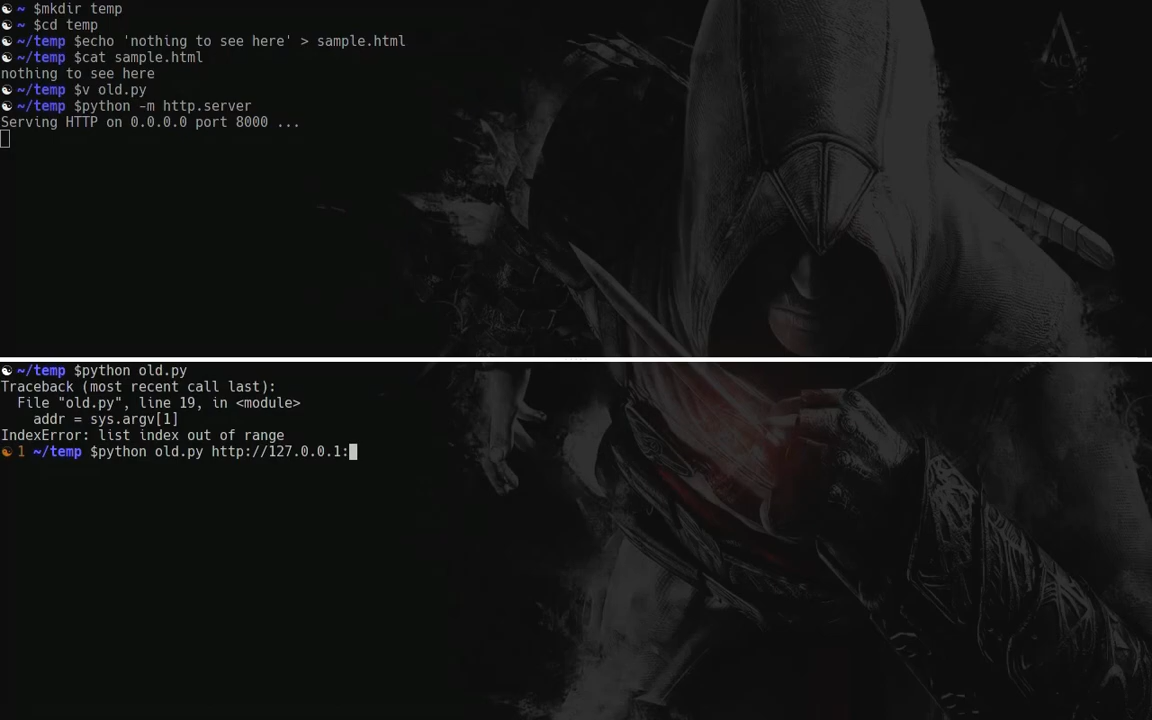 ☯ ~ $mkdir temp
☯ ~ $cd temp
☯ ~/temp $echo 'nothing to see here' > sample.html
☯ ~/temp $cat sample.html
nothing to see here
☯ ~/temp $v old.py
☯ ~/temp $python -m http.server
Serving HTTP on 0.0.0.0 port 8000 ...
☯ ~/temp $python old.py
Traceback (most recent call last):
  File "old.py", line 19, in <module>
    addr = sys.argv[1]
IndexError: list index out of range
☯ 1 ~/temp $python old.py http://127.0.0.1: